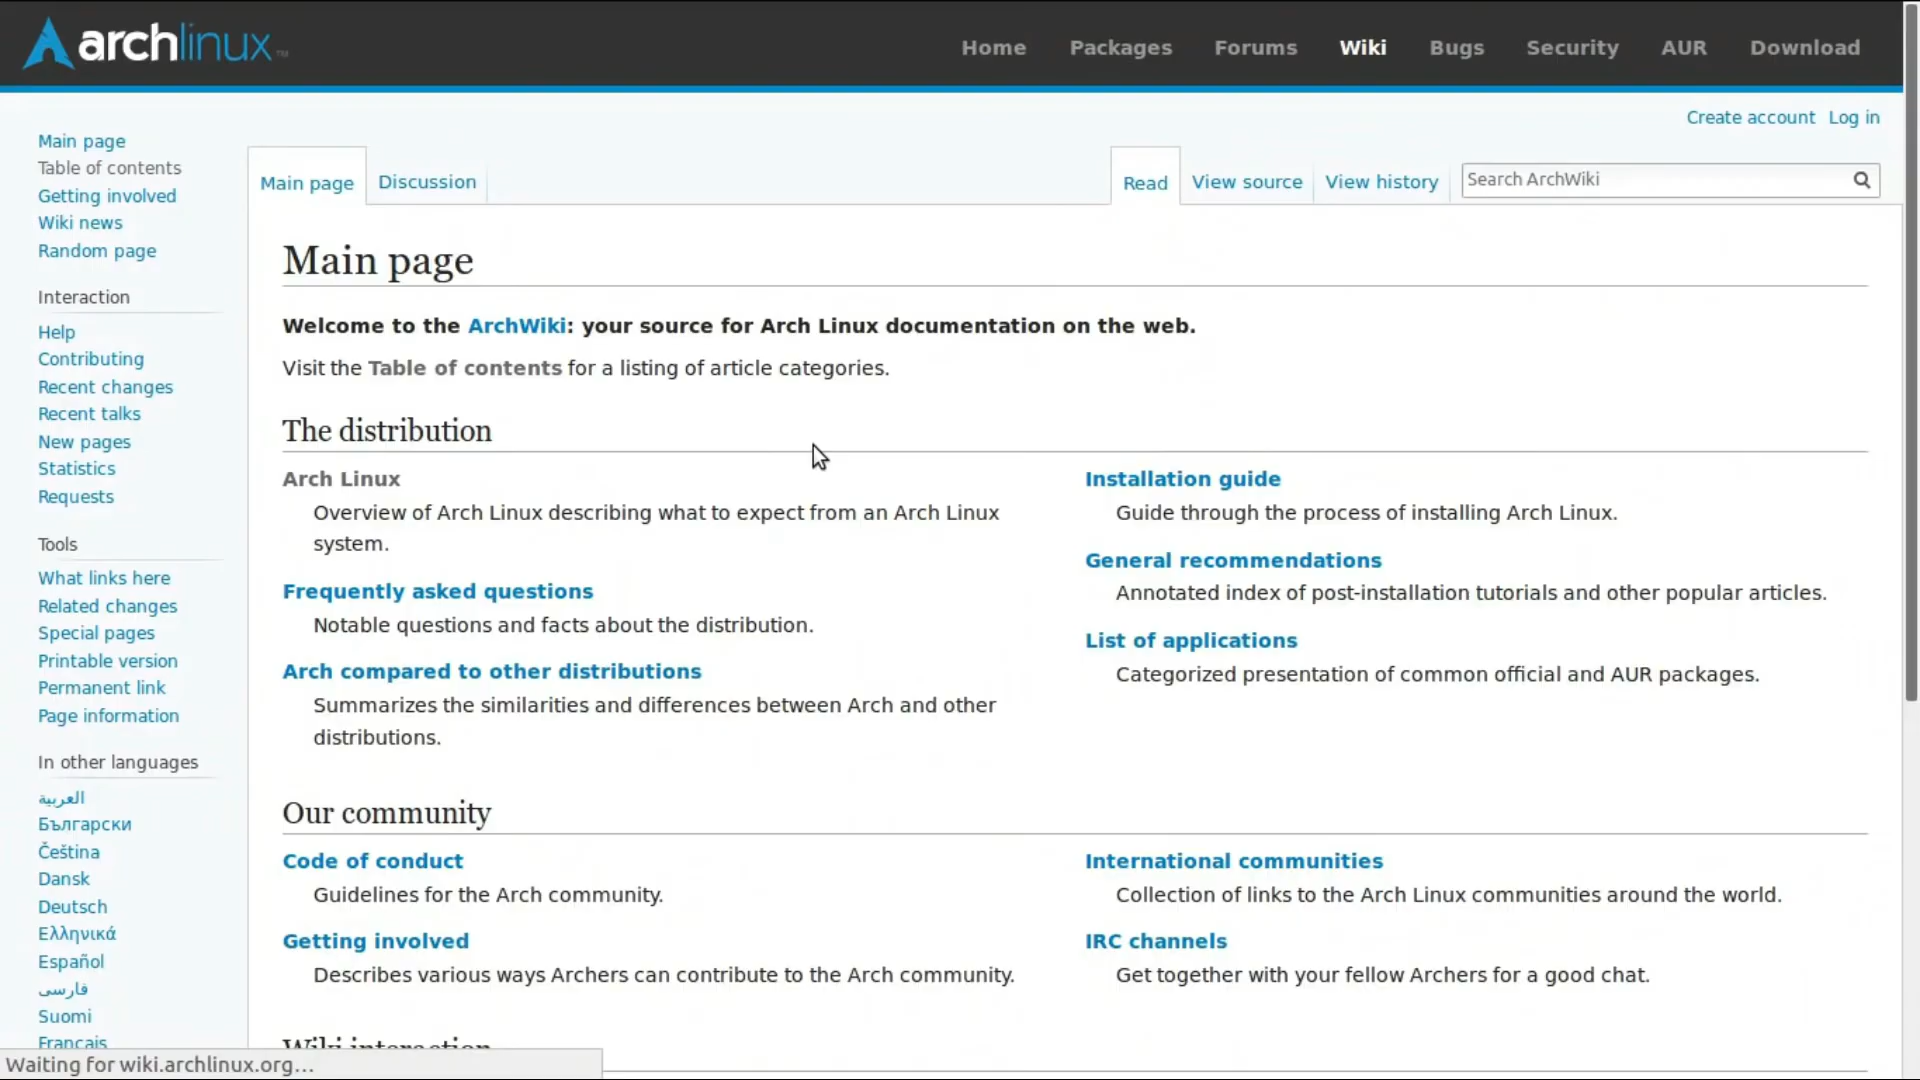 archlinux™
Home Packages Forums Wiki Bugs Security AUR Download
Create account Log in
Main page
Table of contents
Getting involved
Wiki news
Random page
Interaction
Help
Contributing
Recent changes
Recent talks
New pages
Statistics
Requests
Tools
What links here
Related changes
Special pages
Printable version
Permanent link
Page information
In other languages
العربية
Български
Čeština
Dansk
Deutsch
Ελληνικά
Español
فارسی
Suomi
Français
Main page Discussion Read View source View history Search ArchWiki
Main page
Welcome to the ArchWiki: your source for Arch Linux documentation on the web.
Visit the Table of contents for a listing of article categories.
The distribution
Arch Linux
Overview of Arch Linux describing what to expect from an Arch Linux
system.
Frequently asked questions
Notable questions and facts about the distribution.
Arch compared to other distributions
Summarizes the similarities and differences between Arch and other
distributions.
Installation guide
Guide through the process of installing Arch Linux.
General recommendations
Annotated index of post-installation tutorials and other popular articles.
List of applications
Categorized presentation of common official and AUR packages.
Our community
Code of conduct
Guidelines for the Arch community.
Getting involved
Describes various ways Archers can contribute to the Arch community.
International communities
Collection of links to the Arch Linux communities around the world.
IRC channels
Get together with your fellow Archers for a good chat.
Wiki interaction
Waiting for wiki.archlinux.org...